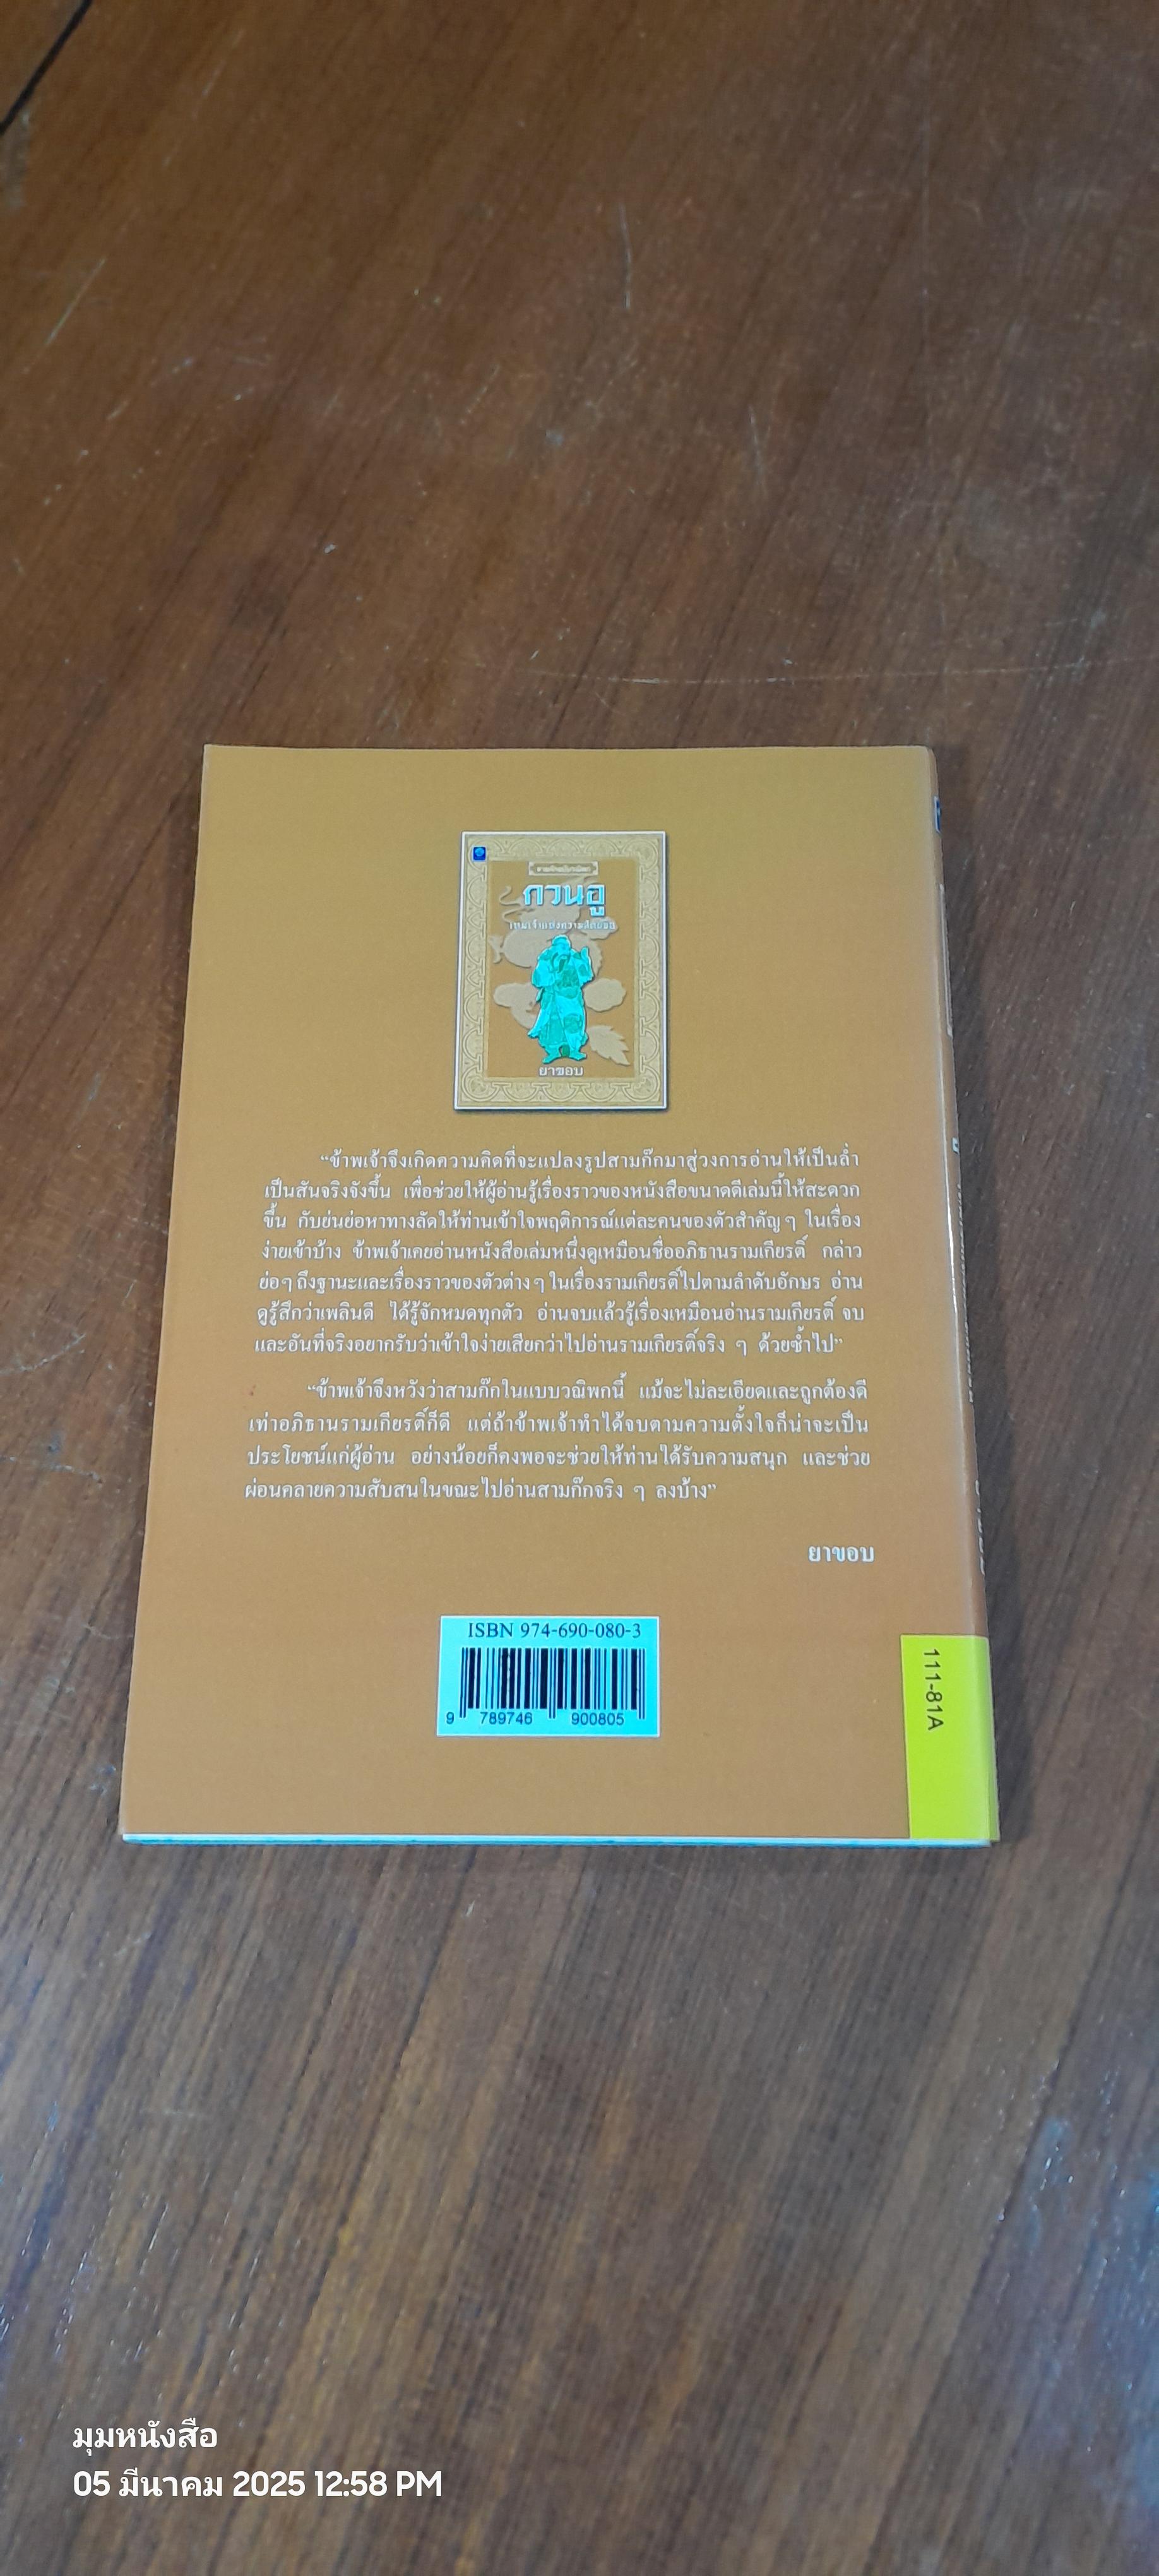 กวนอู
เทพเจ้าแห่งความสัตย์ซื่อ
ยาขอบ
“ข้าพเจ้าจึงเกิดความคิดที่จะแปลงรูปสามก๊กมาสู่วงการอ่านให้เป็นล่ำ
เป็นสันจริงจังขึ้น เพื่อช่วยให้ผู้อ่านรู้เรื่องราวของหนังสือขนาดดีเล่มนี้ให้สะดวก
ขึ้น กับย่นย่อหาทางลัดให้ท่านเข้าใจพฤติการณ์แต่ละคนของตัวสำคัญ ๆ ในเรื่อง
ง่ายเข้าบ้าง ข้าพเจ้าเคยอ่านหนังสือเล่มหนึ่งดูเหมือนชื่ออภิธานรามเกียรติ์ กล่าว
ย่อๆ ถึงฐานะและเรื่องราวของตัวต่าง ๆ ในเรื่องรามเกียรติ์ไปตามลำดับอักษร อ่าน
ดูรู้สึกว่าเพลินดี ได้รู้จักหมดทุกตัว อ่านจบแล้วรู้เรื่องเหมือนอ่านรามเกียรติ์ จบ
และอันที่จริงอยากรับว่าเข้าใจง่ายเสียกว่าไปอ่านรามเกียรติ์จริง ๆ ด้วยซ้ำไป”
“ข้าพเจ้าจึงหวังว่าสามก๊กในแบบวณิพกนี้ แม้จะไม่ละเอียดและถูกต้องดี
เท่าอภิธานรามเกียรติ์ก็ดี แต่ถ้าข้าพเจ้าทำได้จบตามความตั้งใจก็น่าจะเป็น
ประโยชน์แก่ผู้อ่าน อย่างน้อยก็คงพอจะช่วยให้ท่านได้รับความสนุก และช่วย
ผ่อนคลายความสับสนในขณะไปอ่านสามก๊กจริง ๆ ลงบ้าง”
ยาขอบ
ISBN 974-690-080-3
9 789746 900805
111-81A
มุมหนังสือ
05 มีนาคม 2025 12:58 PM